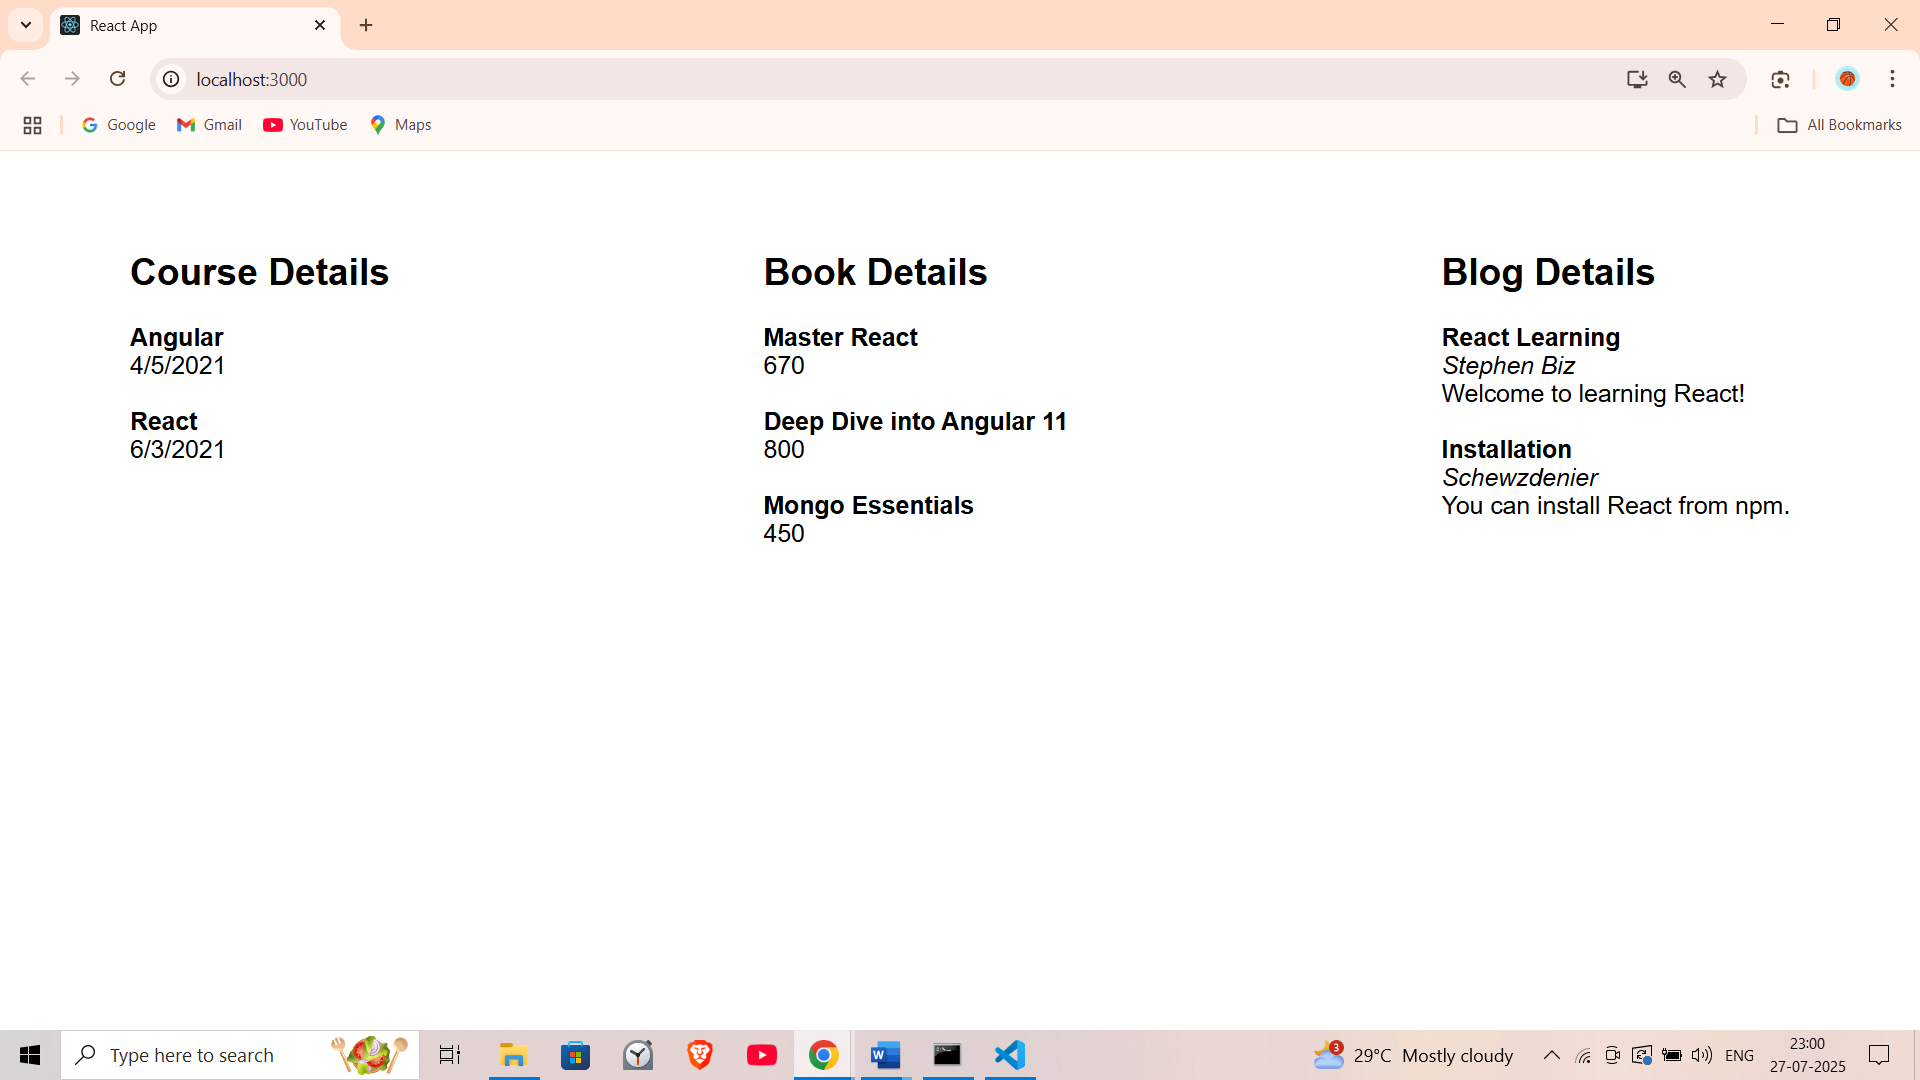 React App
localhost:3000
Google
Gmail
YouTube
Maps
All Bookmarks
Course Details
Angular
4/5/2021
React
6/3/2021
Book Details
Master React
670
Deep Dive into Angular 11
800
Mongo Essentials
450
Blog Details
React Learning
Stephen Biz
Welcome to learning React!
Installation
Schewzdenier
You can install React from npm.
Type here to search
3
29°C Mostly cloudy
ENG
23:00
27-07-2025